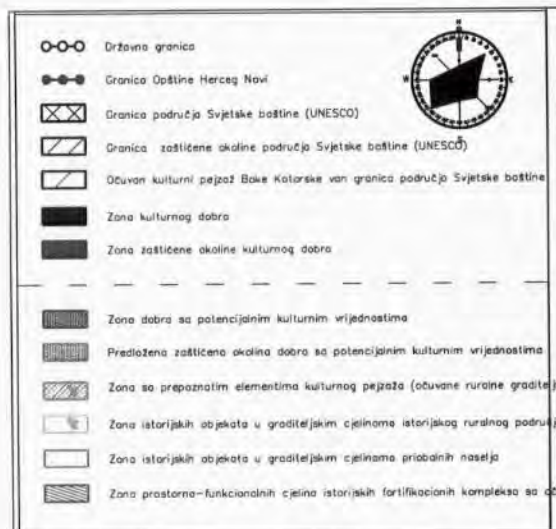 Državna granica
Granica Opštine Herceg Novi
Granica područja Svjetske baštine (UNESCO)
Granica zaštićene okoline područja Svjetske baštine (UNESCO)
Očuvan kulturni pejzaž Boke Kotorske van granica područja Svjetske baštine
Zona kulturnog dobra
Zona zaštićene okoline kulturnog dobra
Zona dobra sa potencijalnim kulturnim vrijednostima
Predložena zaštićena okolina dobra sa potencijalnim kulturnim vrijednostima
Zona sa prepoznatim elementima kulturnog pejzaža (očuvane ruralne graditelj
Zona istorijskih objekata u graditeljskim cjelinama istorijskog ruralnog područj
Zona istorijskih objekata u graditeljskim cjelinama priobalnih naselja
Zona prostorno-funkcionalnih cjelina istorijskih fortifikacionih kompleksa sa